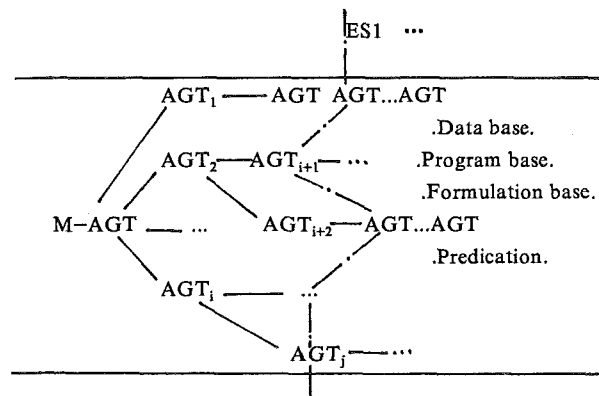 ES1 ...
AGT₁ — AGT AGT...AGT
.Data base.
AGT₂ — AGTᵢ₊₁ — ...
.Program base.
.Formulation base.
M–AGT — ... AGTᵢ₊₂ — AGT...AGT
.Predication.
AGTᵢ — ...
AGTⱼ — ...